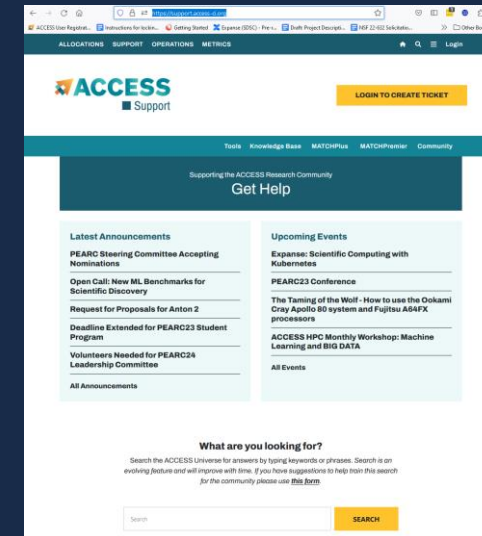 https://support.access-ci.org
ACCESS User Registrat...
Instructions for lockin...
Getting Started
Expanse (SDSC) - Pre-r...
Draft Project Descripti...
NSF 22-632 Solicitatio...
ALLOCATIONS SUPPORT OPERATIONS METRICS
Login
ACCESS
Support
LOGIN TO CREATE TICKET
Tools Knowledge Base MATCHPlus MATCHPremier Community
Supporting the ACCESS Research Community
Get Help
Latest Announcements
PEARC Steering Committee Accepting
Nominations
Open Call: New ML Benchmarks for
Scientific Discovery
Request for Proposals for Anton 2
Deadline Extended for PEARC23 Student
Program
Volunteers Needed for PEARC24
Leadership Committee
All Announcements
Upcoming Events
Expanse: Scientific Computing with
Kubernetes
PEARC23 Conference
The Taming of the Wolf - How to use the Ookami
Cray Apollo 80 system and Fujitsu A64FX
processors
ACCESS HPC Monthly Workshop: Machine
Learning and BIG DATA
All Events
What are you looking for?
Search the ACCESS Universe for answers by typing keywords or phrases. Search is an
evolving feature and will improve with time. If you have suggestions to help train this search
for the community please use this form.
Search
SEARCH